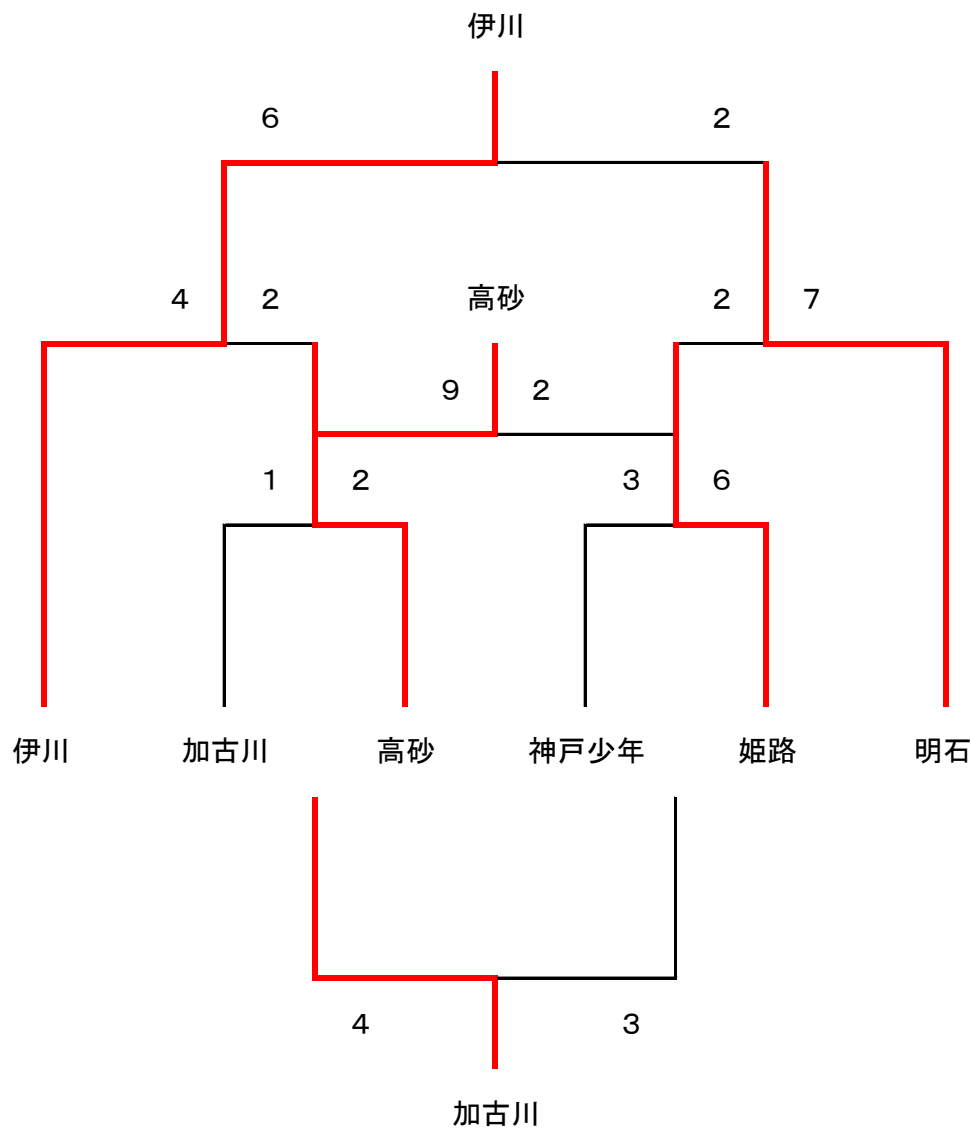 伊川
６ ２
４ ２ 高砂 ２ ７
９ ２
１ ２ ３ ６
伊川 加古川 高砂 神戸少年 姫路 明石
４ ３
加古川